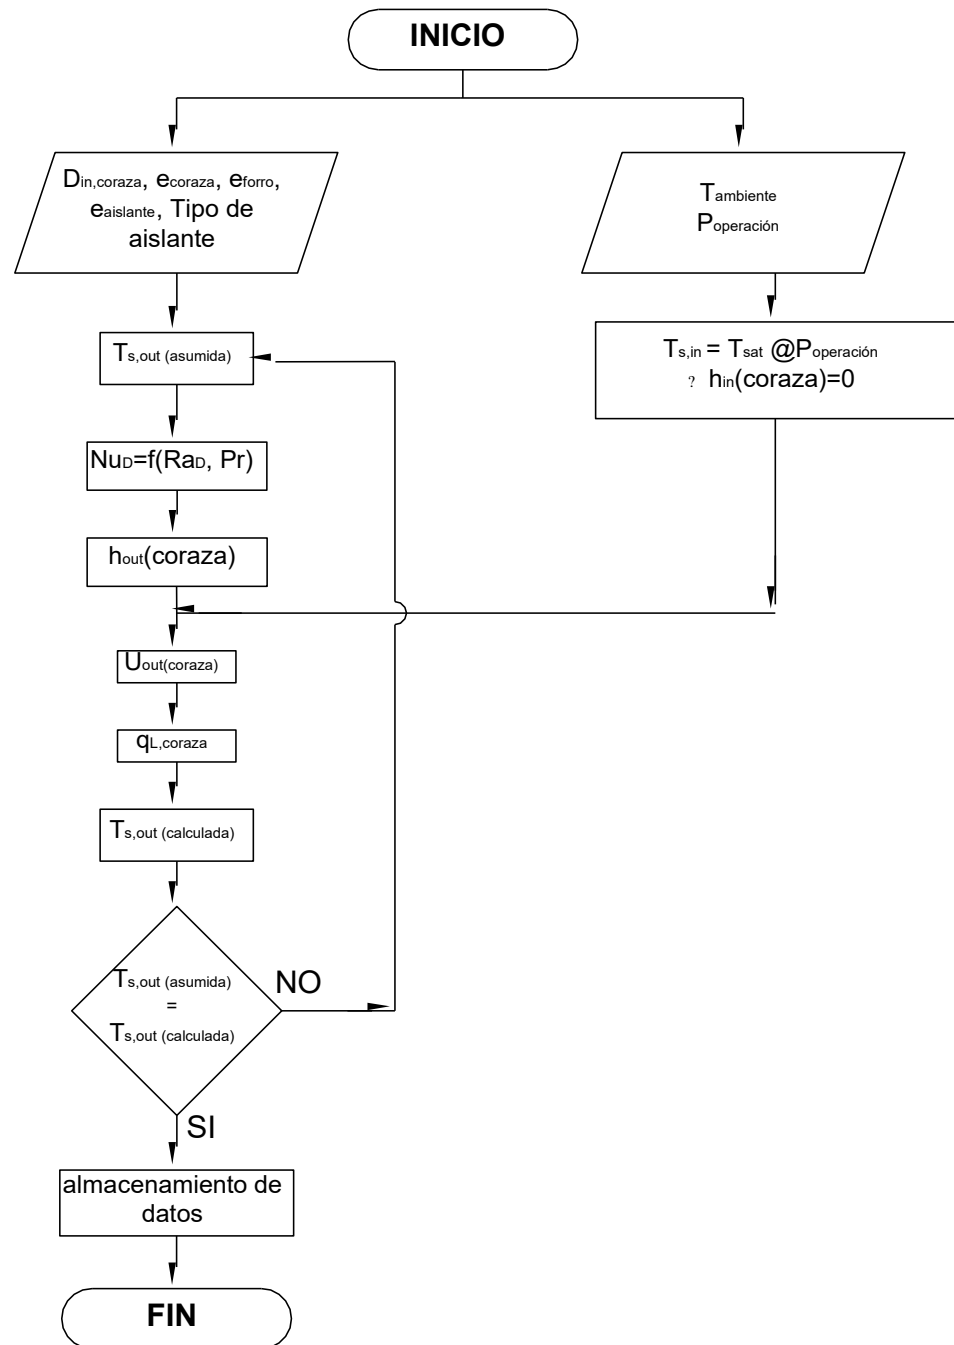 INICIO
Din,coraza, ecoraza, eforro,
eaislante, Tipo de
aislante
Tambiente
Poperación
Ts,out (asumida)
Ts,in = Tsat @Poperación
? hin(coraza)=0
NuD=f(RaD, Pr)
hout(coraza)
Uout(coraza)
qL,coraza
Ts,out (calculada)
Ts,out (asumida)
=
Ts,out (calculada)
NO
SI
almacenamiento de
datos
FIN